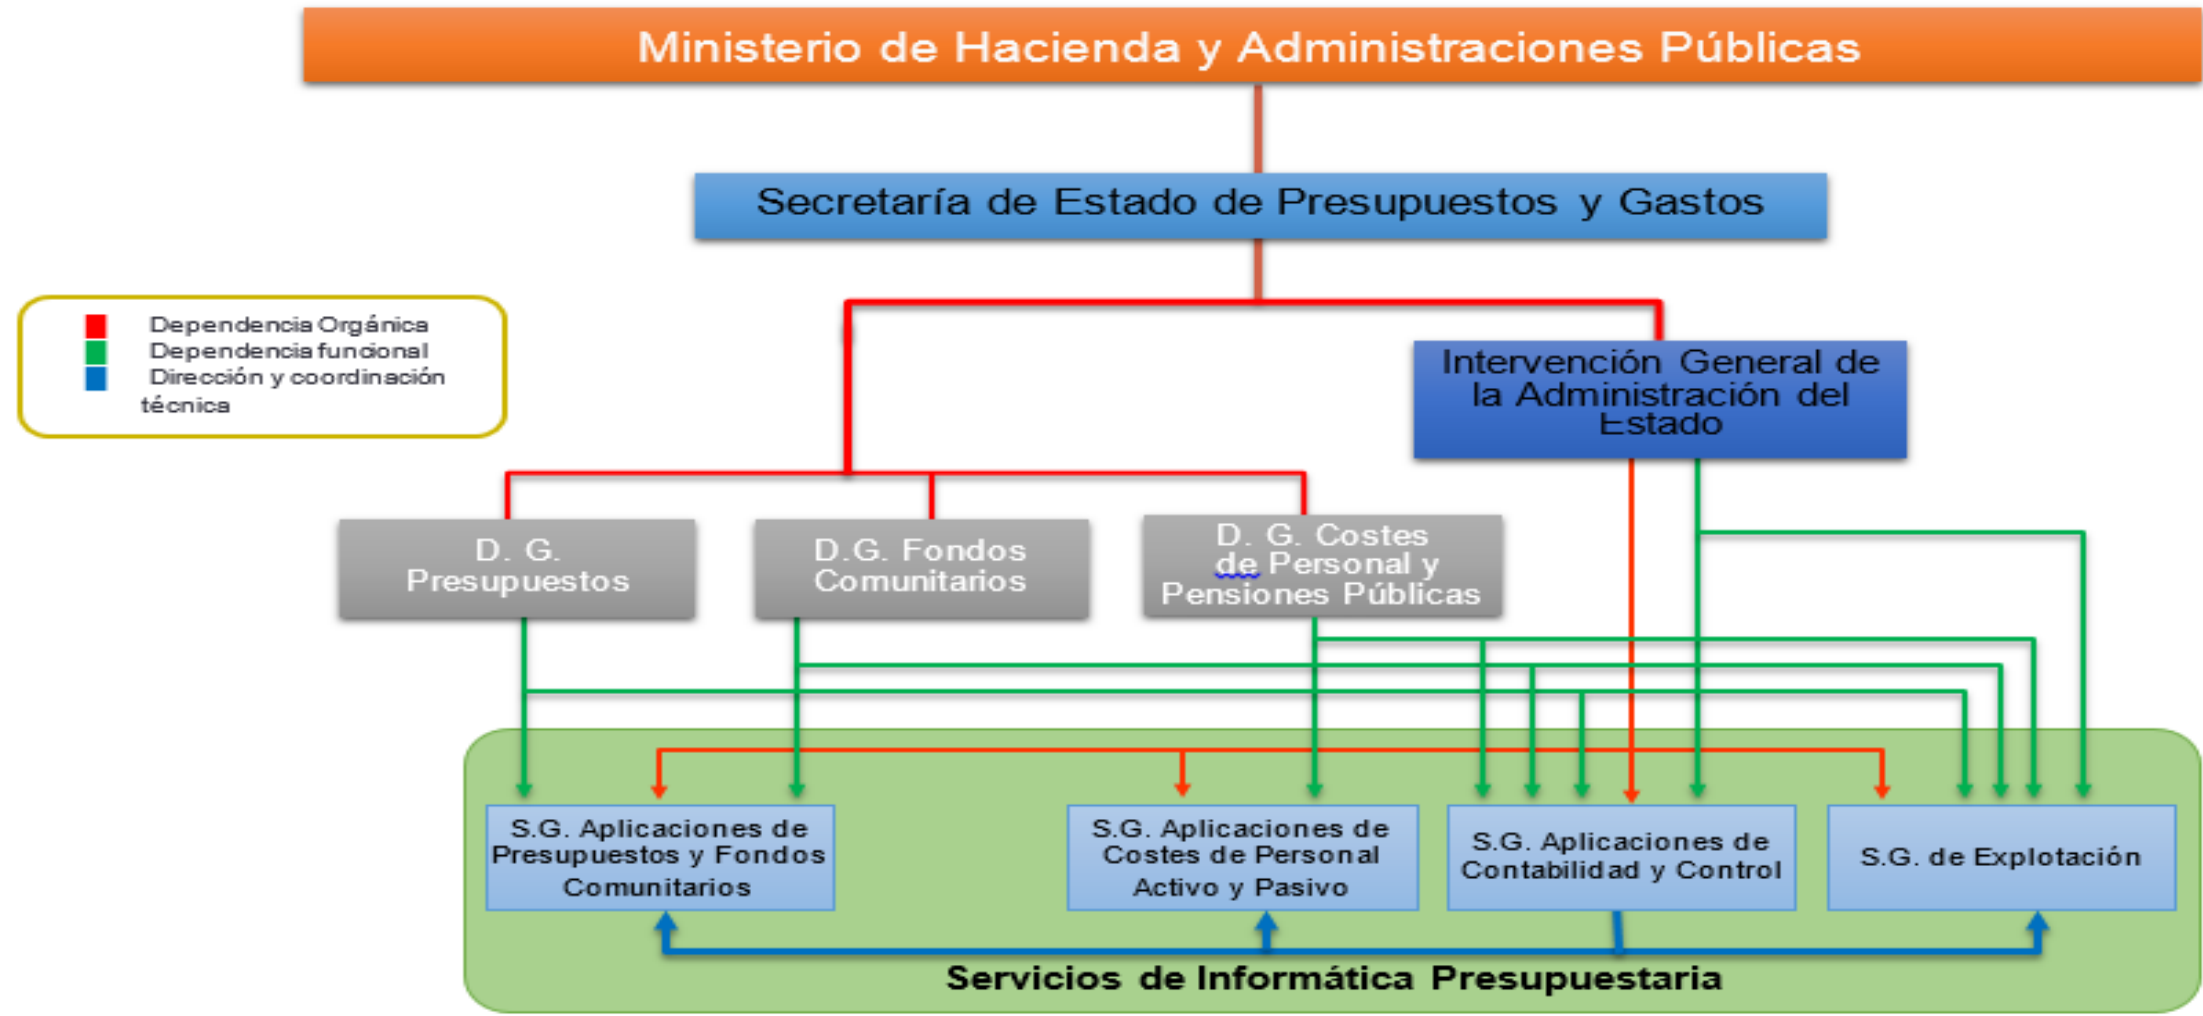 Ministerio de Hacienda y Administraciones Públicas
Secretaría de Estado de Presupuestos y Gastos
Dependencia Orgánica
Dependencia funcional
Dirección y coordinación
técnica
Intervención General de
la Administración del
Estado
D. G.
Presupuestos
D.G. Fondos
Comunitarios
D. G. Costes
de Personal y
Pensiones Públicas
S.G. Aplicaciones de
Presupuestos y Fondos
Comunitarios
S.G. Aplicaciones de
Costes de Personal
Activo y Pasivo
S.G. Aplicaciones de
Contabilidad y Control
S.G. de Explotación
Servicios de Informática Presupuestaria